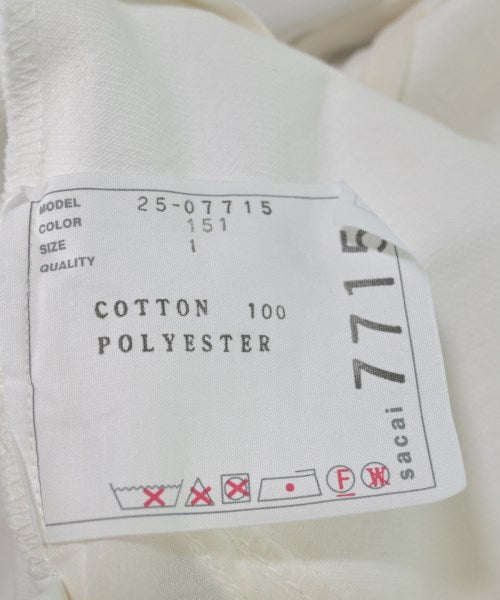 MODEL 25-07715
COLOR 151
SIZE 1
QUALITY
COTTON 100
POLYESTER
7715
sacai
F
W